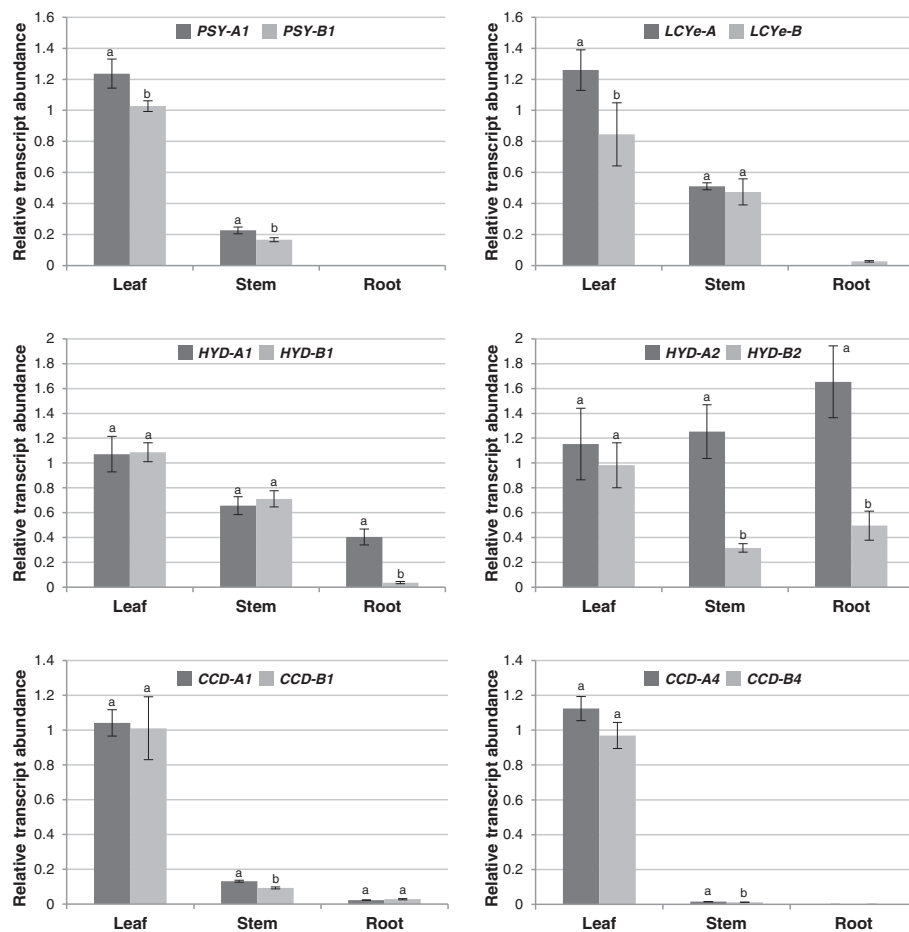 Relative transcript abundance
1.6
1.4
1.2
1
0.8
0.6
0.4
0.2
0
PSY-A1 PSY-B1
a
b
a
b
Leaf Stem Root
Relative transcript abundance
1.6
1.4
1.2
1
0.8
0.6
0.4
0.2
0
LCYe-A LCYe-B
a
b
a a
Leaf Stem Root
Relative transcript abundance
2
1.8
1.6
1.4
1.2
1
0.8
0.6
0.4
0.2
0
HYD-A1 HYD-B1
a a
a a
a
b
Leaf Stem Root
Relative transcript abundance
2
1.8
1.6
1.4
1.2
1
0.8
0.6
0.4
0.2
0
HYD-A2 HYD-B2
a
a
a
b
a
b
Leaf Stem Root
Relative transcript abundance
1.4
1.2
1
0.8
0.6
0.4
0.2
0
CCD-A1 CCD-B1
a a
a b
a a
Leaf Stem Root
Relative transcript abundance
1.4
1.2
1
0.8
0.6
0.4
0.2
0
CCD-A4 CCD-B4
a
a
a b
Leaf Stem Root